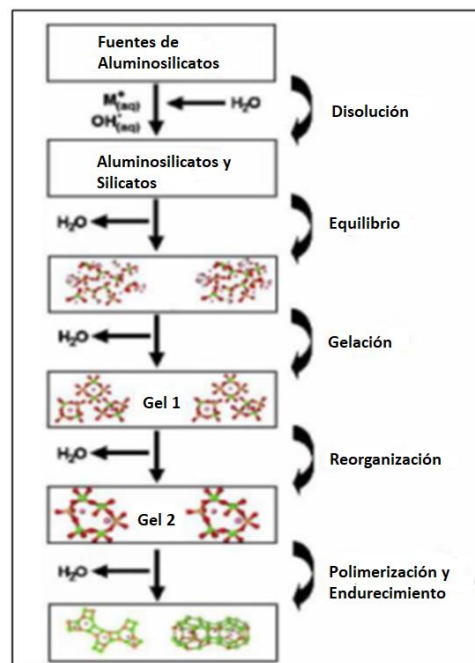 Fuentes de
Aluminosilicatos
M⁺(aq)
H₂O
OH⁻(aq)
Disolución
Aluminosilicatos y
Silicatos
H₂O
Equilibrio
H₂O
Gelación
Gel 1
H₂O
Reorganización
Gel 2
H₂O
Polimerización y
Endurecimiento